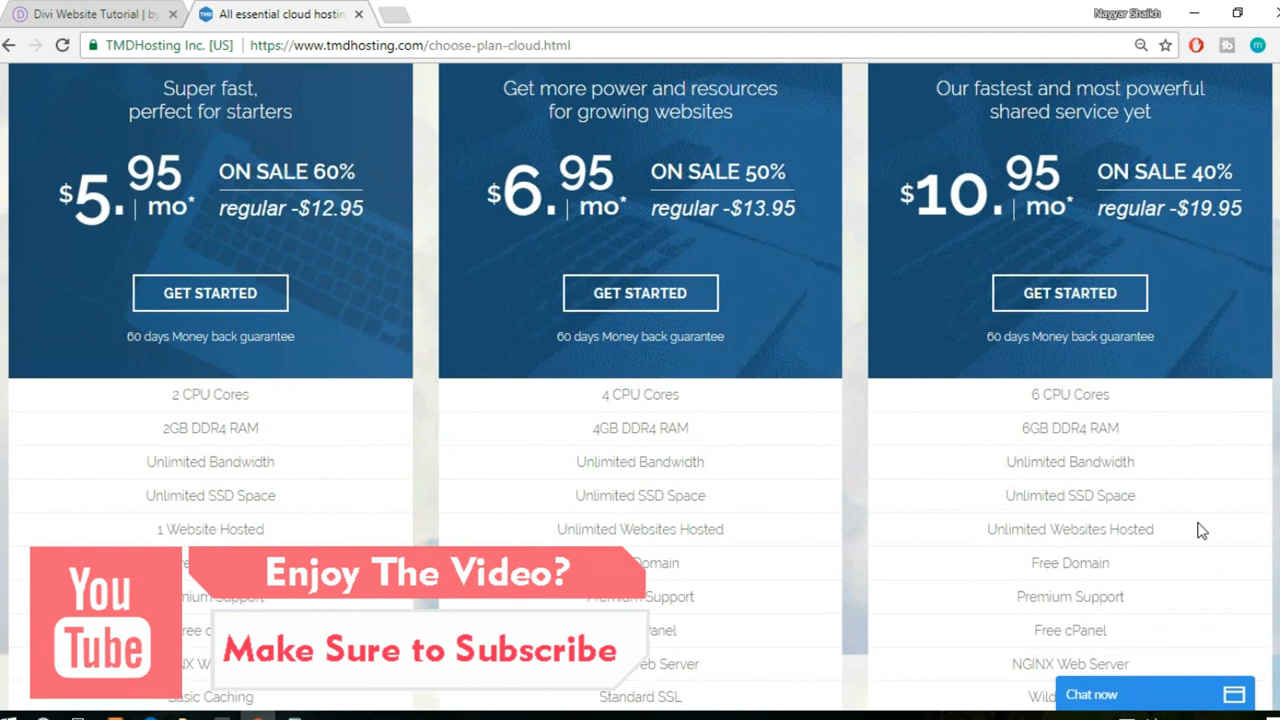 Divi Website Tutorial | by
All essential cloud hostin
Nayyar Shaikh
TMDHosting Inc. [US]
https://www.tmdhosting.com/choose-plan-cloud.html
Super fast,
perfect for starters
$5.95 | mo*
ON SALE 60%
regular -$12.95
GET STARTED
60 days Money back guarantee
2 CPU Cores
2GB DDR4 RAM
Unlimited Bandwidth
Unlimited SSD Space
1 Website Hosted
Basic Caching
Get more power and resources
for growing websites
$6.95 | mo*
ON SALE 50%
regular -$13.95
GET STARTED
60 days Money back guarantee
4 CPU Cores
4GB DDR4 RAM
Unlimited Bandwidth
Unlimited SSD Space
Unlimited Websites Hosted
Domain
Support
Panel
eb Server
Standard SSL
Our fastest and most powerful
shared service yet
$10.95 | mo*
ON SALE 40%
regular -$19.95
GET STARTED
60 days Money back guarantee
6 CPU Cores
6GB DDR4 RAM
Unlimited Bandwidth
Unlimited SSD Space
Unlimited Websites Hosted
Free Domain
Premium Support
Free cPanel
NGINX Web Server
Wild
Chat now
You
Tube
Enjoy The Video?
Make Sure to Subscribe